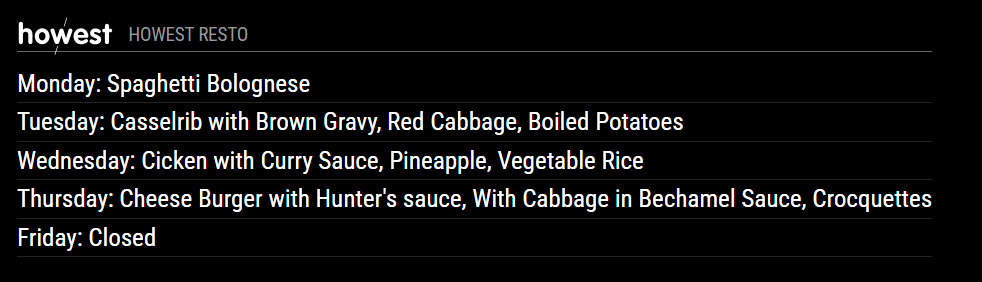 howest HOWEST RESTO
Monday: Spaghetti Bolognese
Tuesday: Casselrib with Brown Gravy, Red Cabbage, Boiled Potatoes
Wednesday: Cicken with Curry Sauce, Pineapple, Vegetable Rice
Thursday: Cheese Burger with Hunter's sauce, With Cabbage in Bechamel Sauce, Crocquettes
Friday: Closed